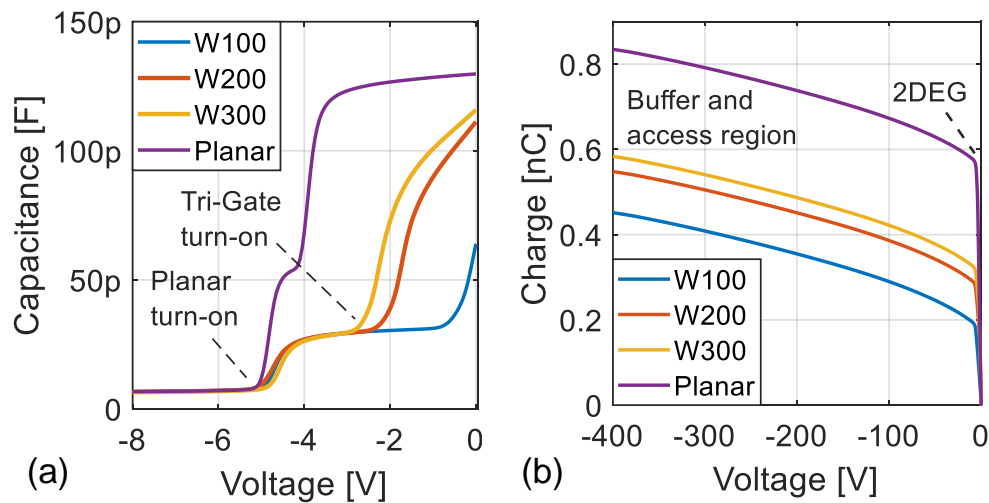 150p
100p
50p
0
Capacitance [F]
W100
W200
W300
Planar
Tri-Gate
turn-on
Planar
turn-on
-8
-6
-4
-2
0
Voltage [V]
(a)
0.8
0.6
0.4
0.2
0
Charge [nC]
Buffer and
access region
2DEG
W100
W200
W300
Planar
-400
-300
-200
-100
0
Voltage [V]
(b)